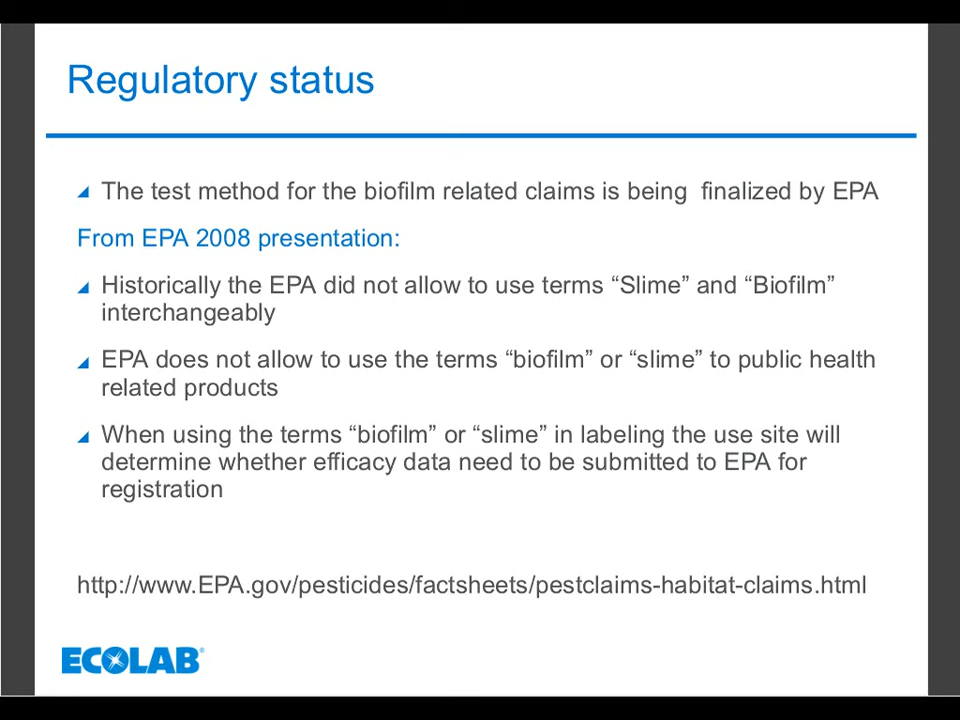 Regulatory status
The test method for the biofilm related claims is being  finalized by EPA
From EPA 2008 presentation:
Historically the EPA did not allow to use terms “Slime” and “Biofilm”
interchangeably
EPA does not allow to use the terms “biofilm” or “slime” to public health
related products
When using the terms “biofilm” or “slime” in labeling the use site will
determine whether efficacy data need to be submitted to EPA for
registration
http://www.EPA.gov/pesticides/factsheets/pestclaims-habitat-claims.html
ECOLAB®